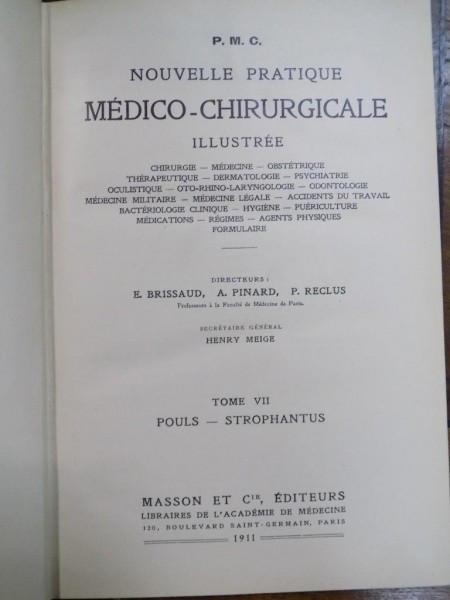 P. M. C.
NOUVELLE PRATIQUE
MÉDICO-CHIRURGICALE
ILLUSTRÉE
CHIRURGIE — MÉDECINE — OBSTÉTRIQUE
THÉRAPEUTIQUE — DERMATOLOGIE — PSYCHIATRIE
OCULISTIQUE — OTO-RHINO-LARYNGOLOGIE — ODONTOLOGIE
MÉDECINE MILITAIRE — MÉDECINE LÉGALE — ACCIDENTS DU TRAVAIL
BACTÉRIOLOGIE CLINIQUE — HYGIÈNE — PUÉRICULTURE
MÉDICATIONS — RÉGIMES — AGENTS PHYSIQUES
FORMULAIRE
DIRECTEURS :
E. BRISSAUD, A. PINARD, P. RECLUS
Professeurs à la Faculté de Médecine de Paris.
SECRÉTAIRE GÉNÉRAL
HENRY MEIGE
TOME VII
POULS — STROPHANTUS
MASSON ET Cⁱᴱ, ÉDITEURS
LIBRAIRES DE L'ACADÉMIE DE MÉDECINE
120, BOULEVARD SAINT-GERMAIN, PARIS
1911